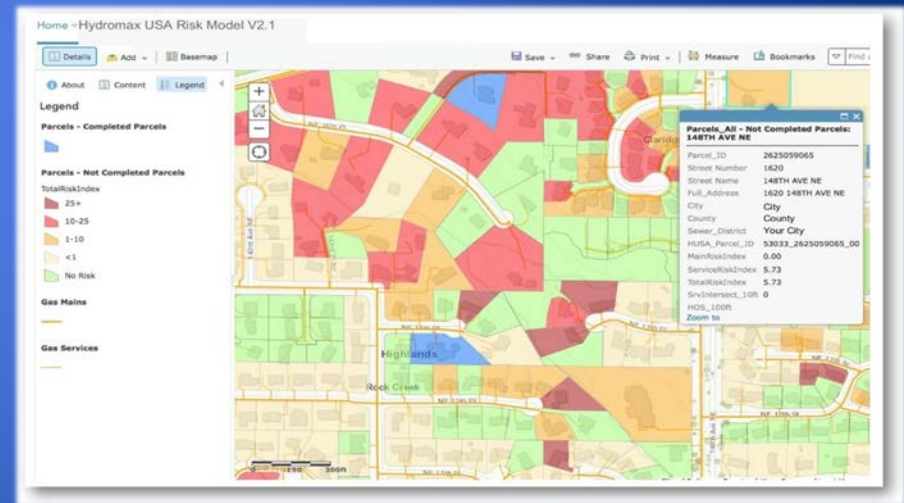 Home Hydromax USA Risk Model V2.1
Details Add Basemap Save Share Print Measure Bookmarks Find
About Content Legend
Legend
Parcels - Completed Parcels
Parcels - Not Completed Parcels
TotalRiskIndex
25+
10-25
1-10
<1
No Risk
Gas Mains
Gas Services
Highlands
Rock Creek
0 150 300ft
Parcels_All - Not Completed Parcels:
148TH AVE NE
Parcel_ID 2625059065
Street Number 1620
Street Name 148TH AVE NE
Full_Address 1620 148TH AVE NE
City City
County County
Sewer_District Your City
HUSA_Parcel_ID 53033_2625059065_00
MainRiskIndex 0.00
ServiceRiskIndex 5.73
TotalRiskIndex 5.73
SrvIntersect_10ft 0
HOS_100ft
Zoom to